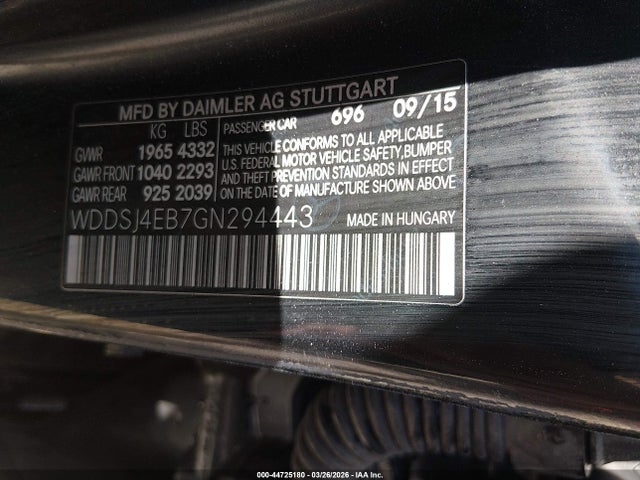 MFD BY DAIMLER AG STUTTGART
KG LBS PASSENGER CAR 696 09/15
GVWR 1965 4332
GAWR FRONT 1040 2293
GAWR REAR 925 2039
THIS VEHICLE CONFORMS TO ALL APPLICABLE
U.S. FEDERAL MOTOR VEHICLE SAFETY,BUMPER
AND THEFT PREVENTION STANDARDS IN EFFECT
ON THE DATE OF MANUFACTURE SHOWN ABOVE
WDDSJ4EB7GN294443 MADE IN HUNGARY
000-44725180 - 03/26/2026 - IAA Inc.